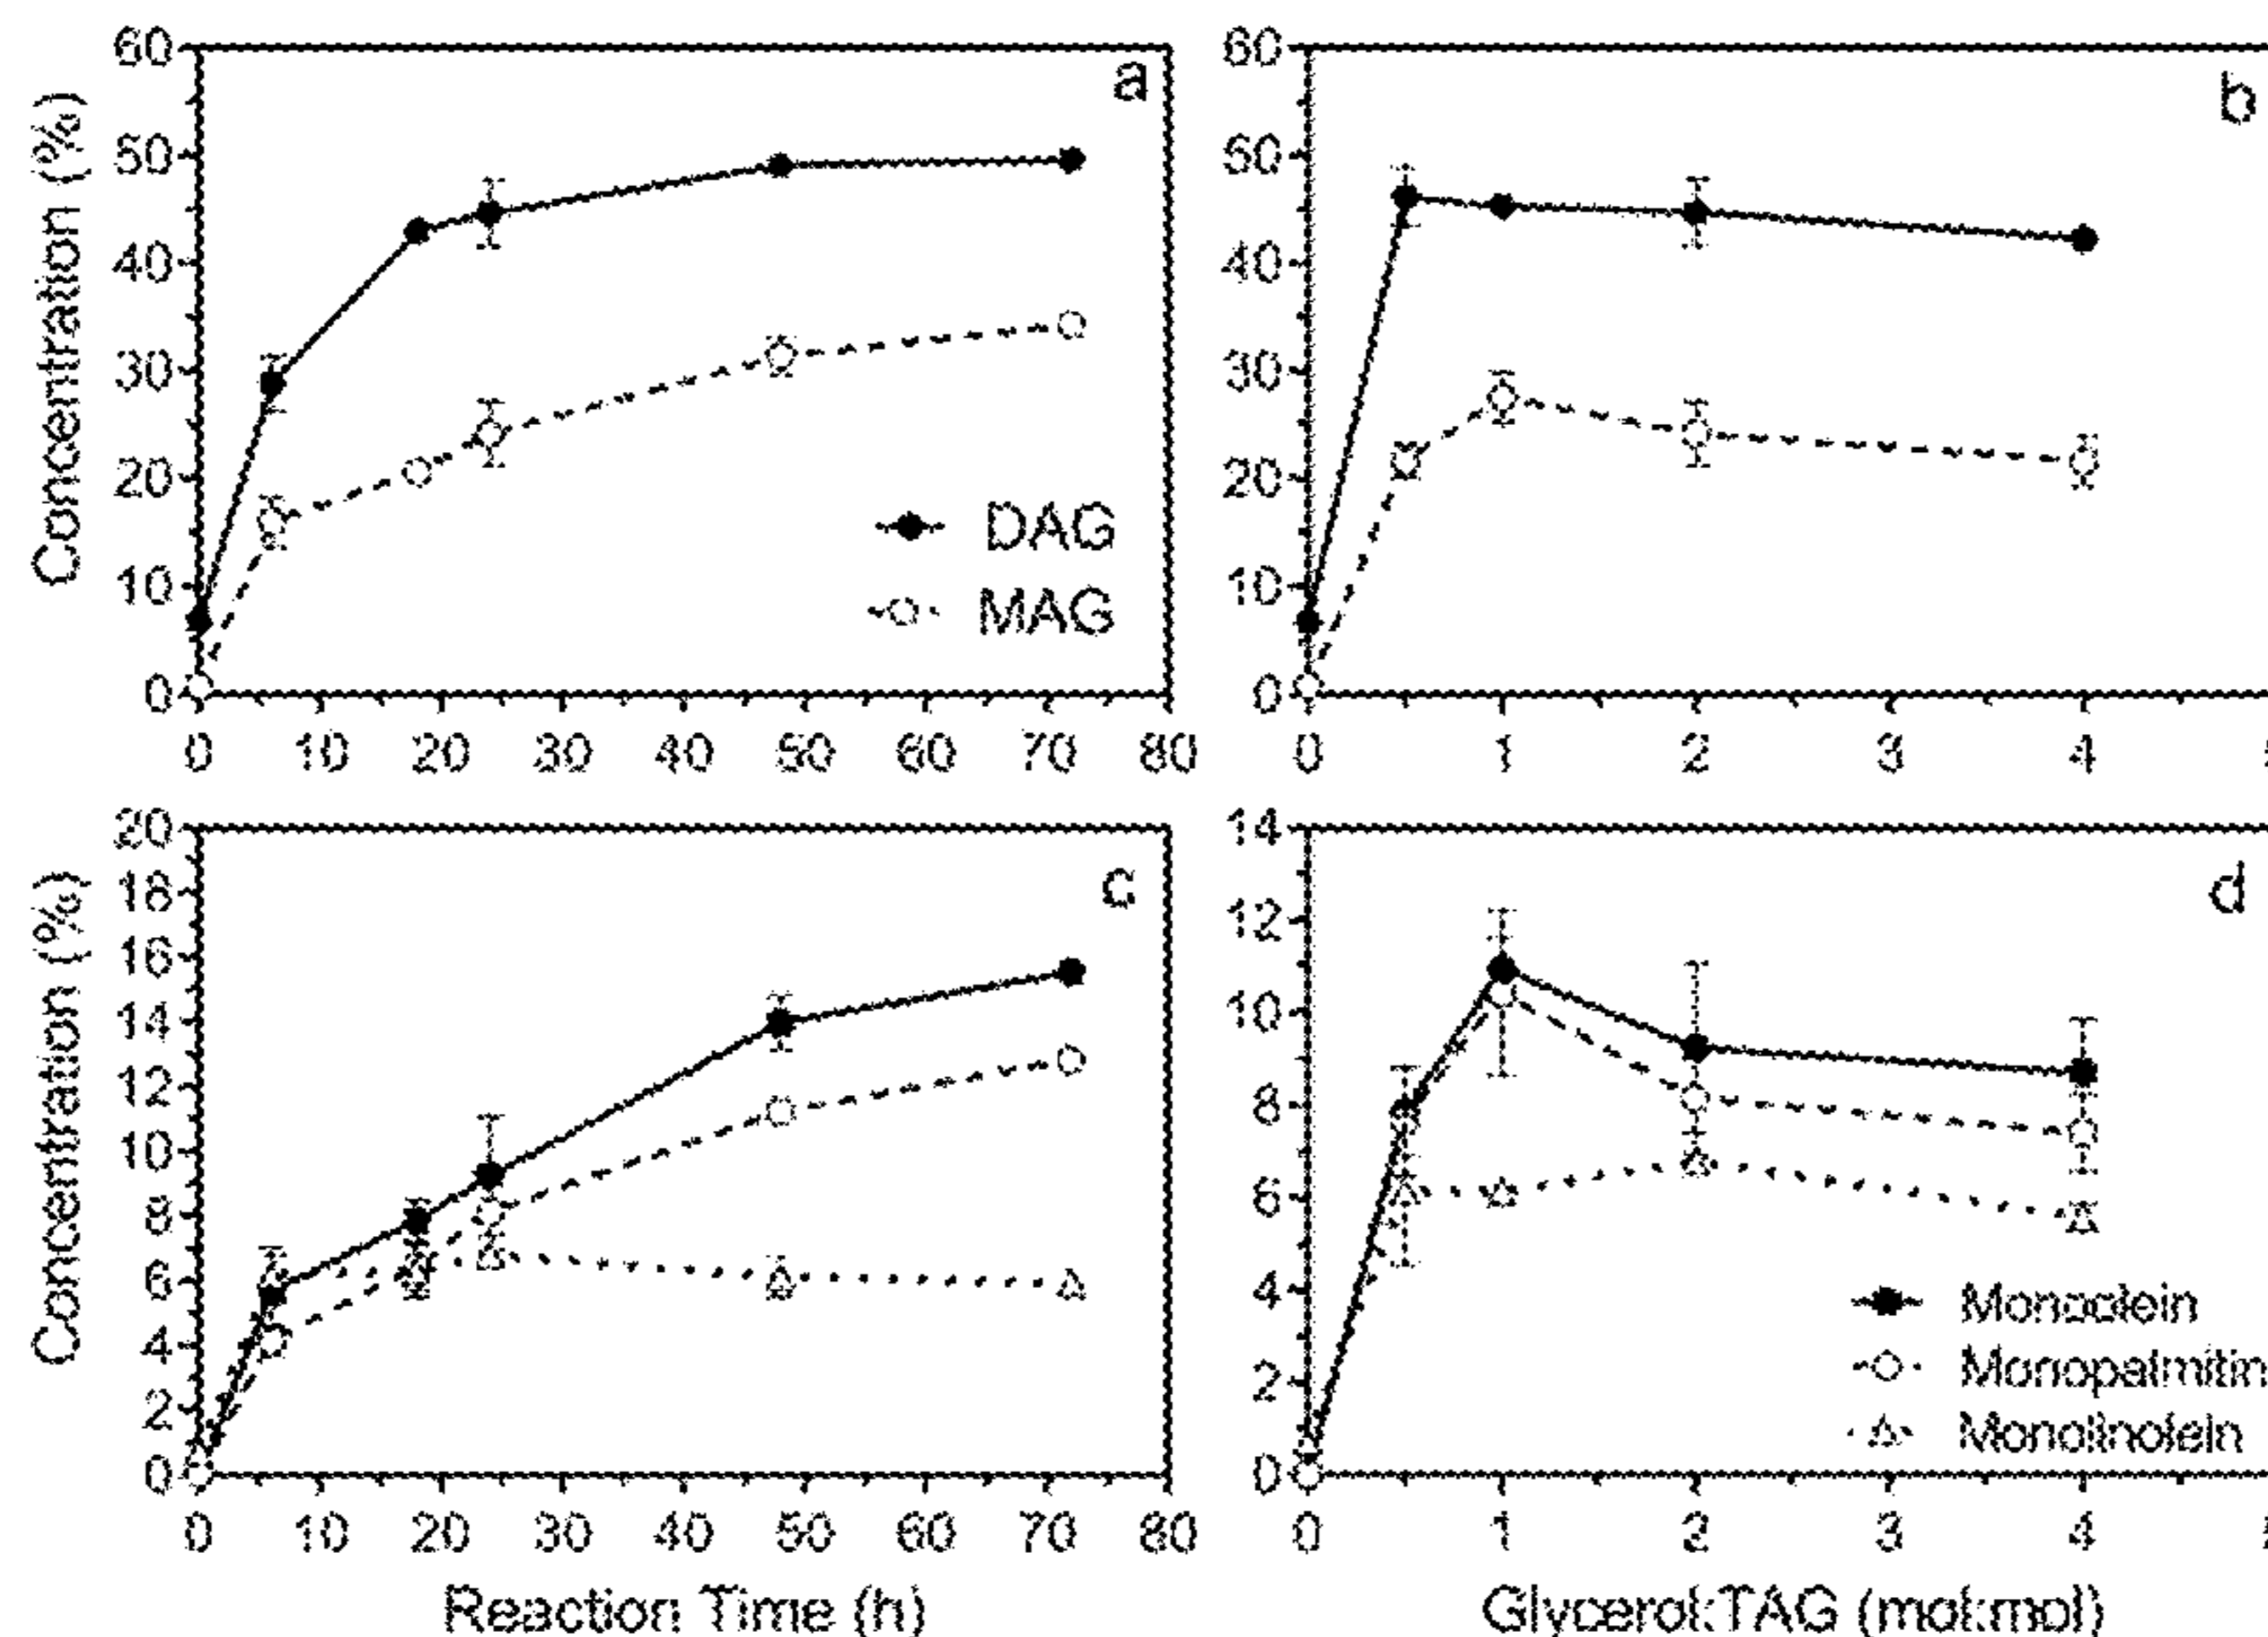 60
50
40
30
20
10
0
Concentration (%)
a
DAG
MAG
0 10 20 30 40 50 60 70 80
60
50
40
30
20
10
0
b
0 1 2 3 4
20
18
16
14
12
10
8
6
4
2
0
Concentration (%)
c
0 10 20 30 40 50 60 70 80
Reaction Time (h)
14
12
10
8
6
4
2
0
d
Monoolein
Monopalmitin
Monolinolein
0 1 2 3 4
Glycerol:TAG (mol:mol)